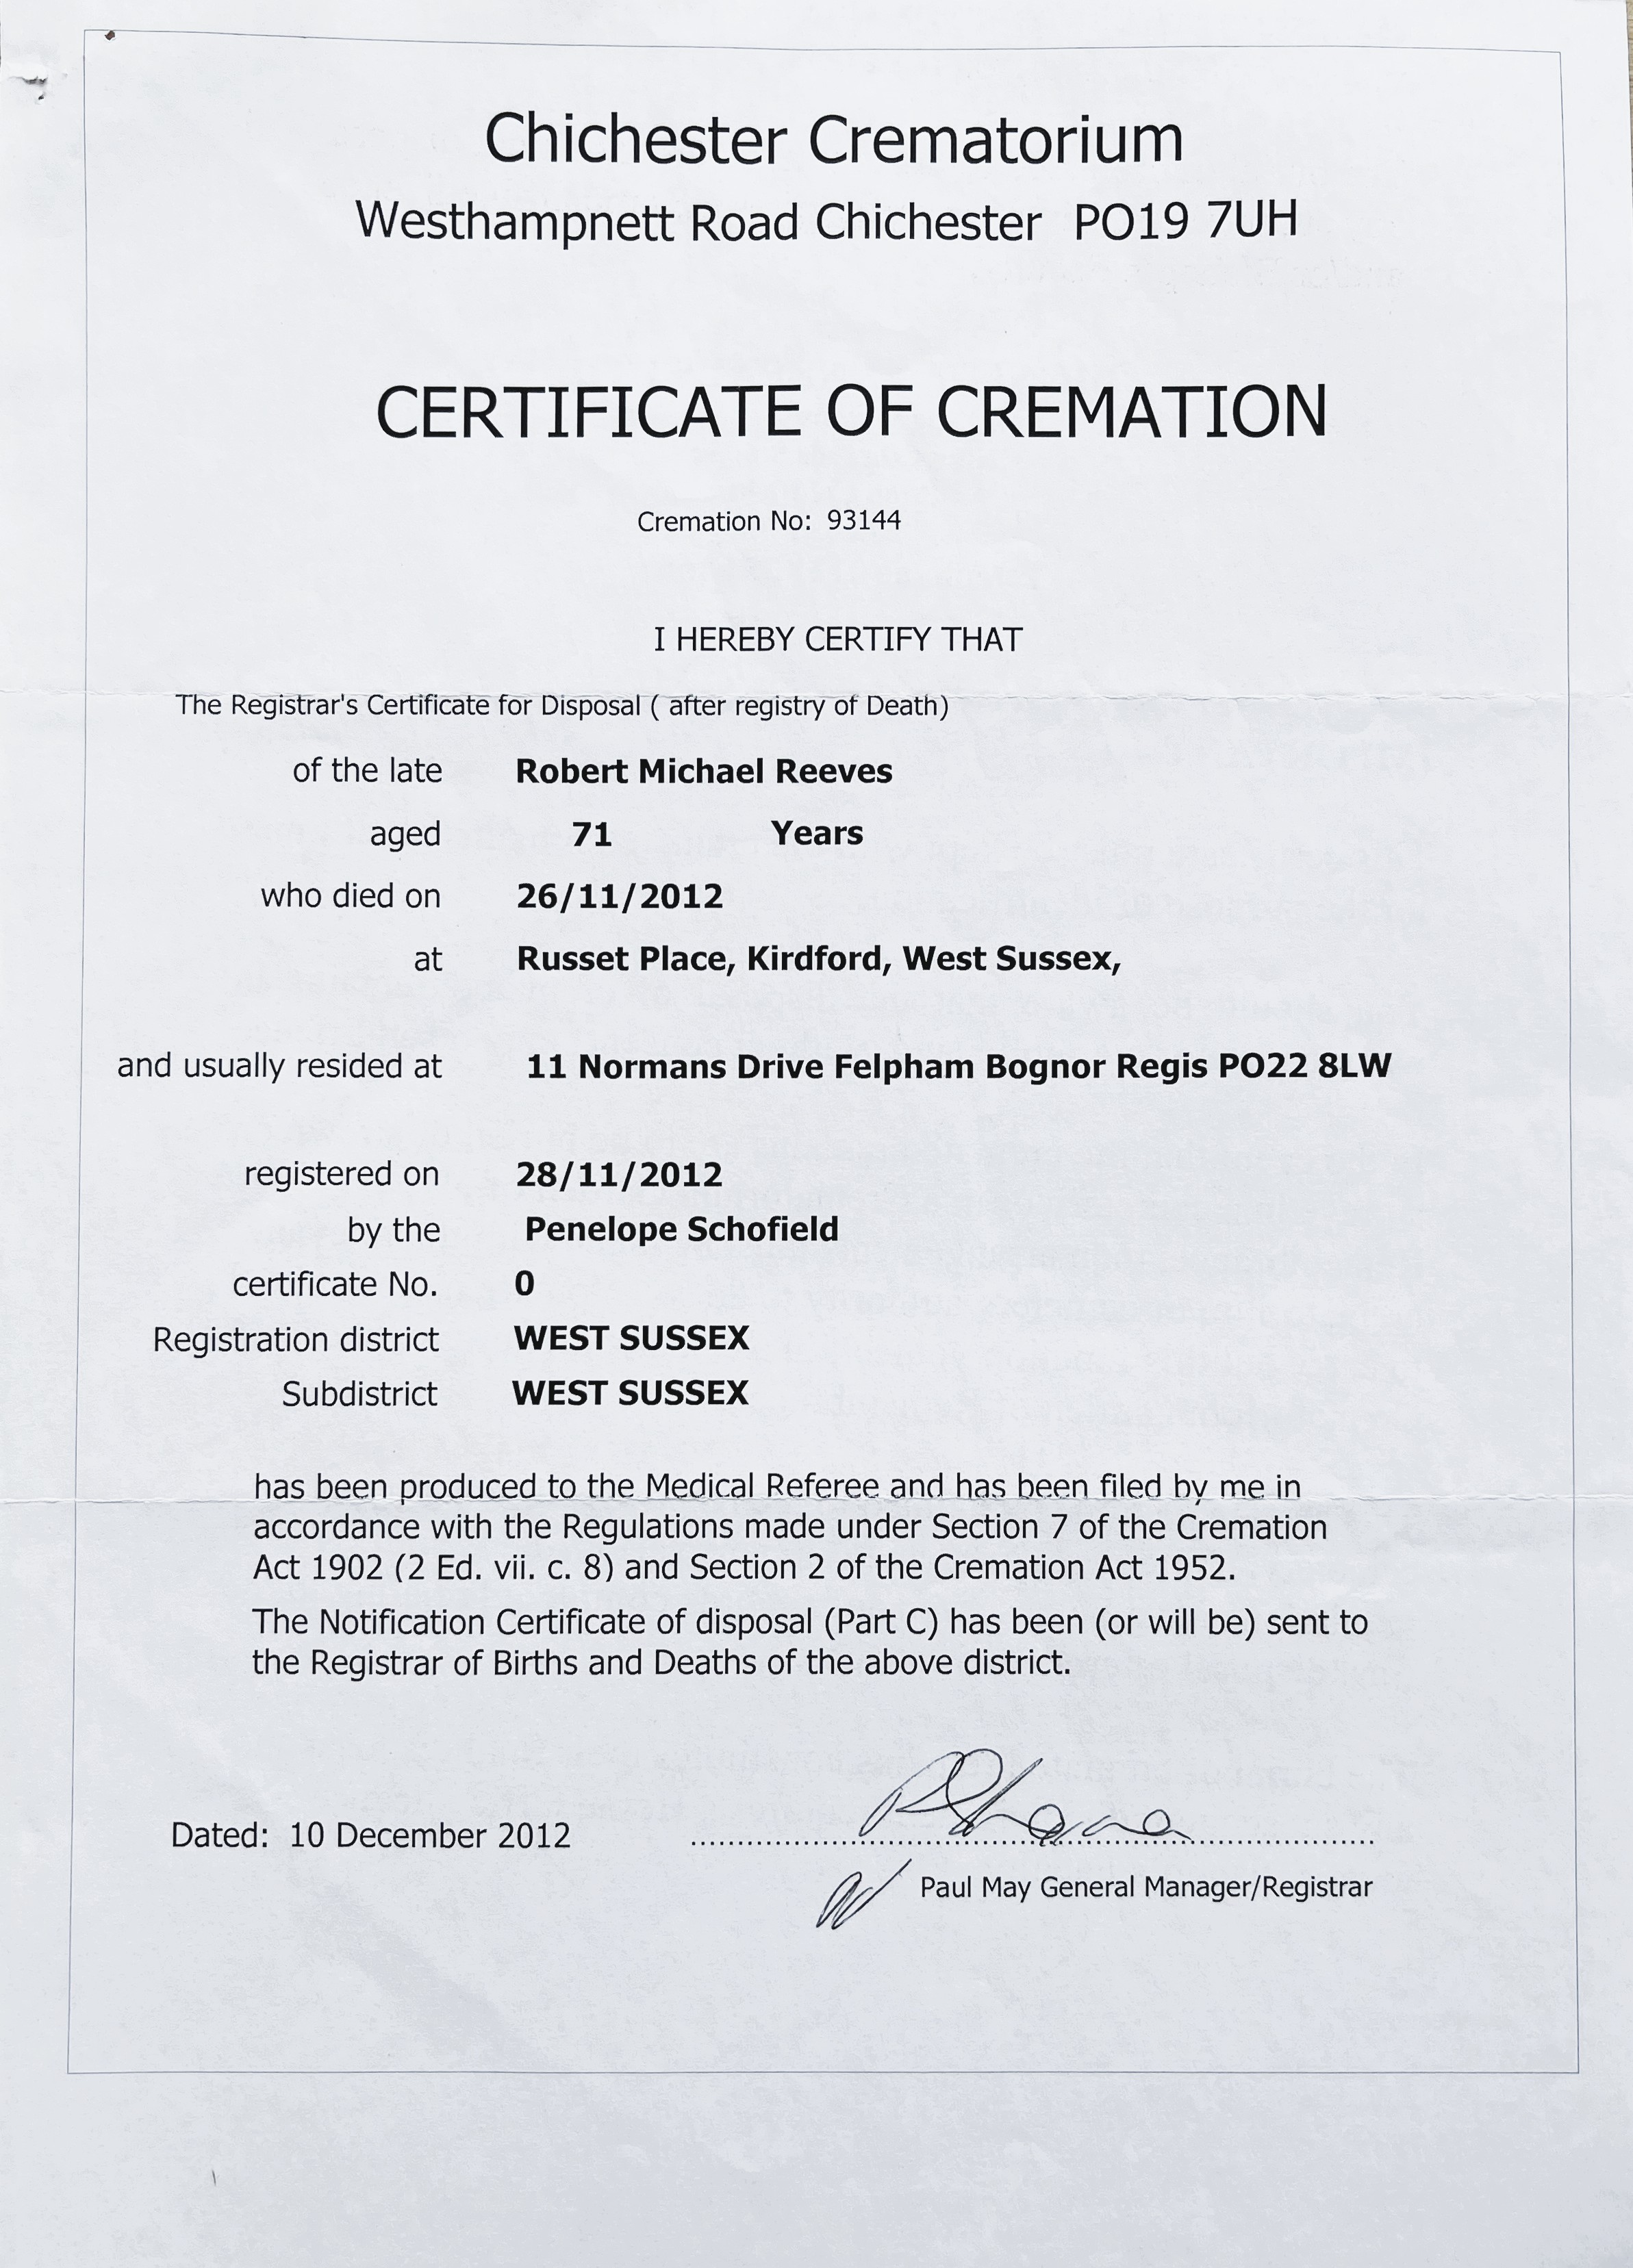 Chichester Crematorium
Westhampnett Road Chichester PO19 7UH
CERTIFICATE OF CREMATION
Cremation No: 93144
I HEREBY CERTIFY THAT
The Registrar's Certificate for Disposal ( after registry of Death)
of the late Robert Michael Reeves
aged 71 Years
who died on 26/11/2012
at Russet Place, Kirdford, West Sussex,
and usually resided at 11 Normans Drive Felpham Bognor Regis PO22 8LW
registered on 28/11/2012
by the Penelope Schofield
certificate No. 0
Registration district WEST SUSSEX
Subdistrict WEST SUSSEX
has been produced to the Medical Referee and has been filed by me in
accordance with the Regulations made under Section 7 of the Cremation
Act 1902 (2 Ed. vii. c. 8) and Section 2 of the Cremation Act 1952.
The Notification Certificate of disposal (Part C) has been (or will be) sent to
the Registrar of Births and Deaths of the above district.
Dated: 10 December 2012
Paul May General Manager/Registrar